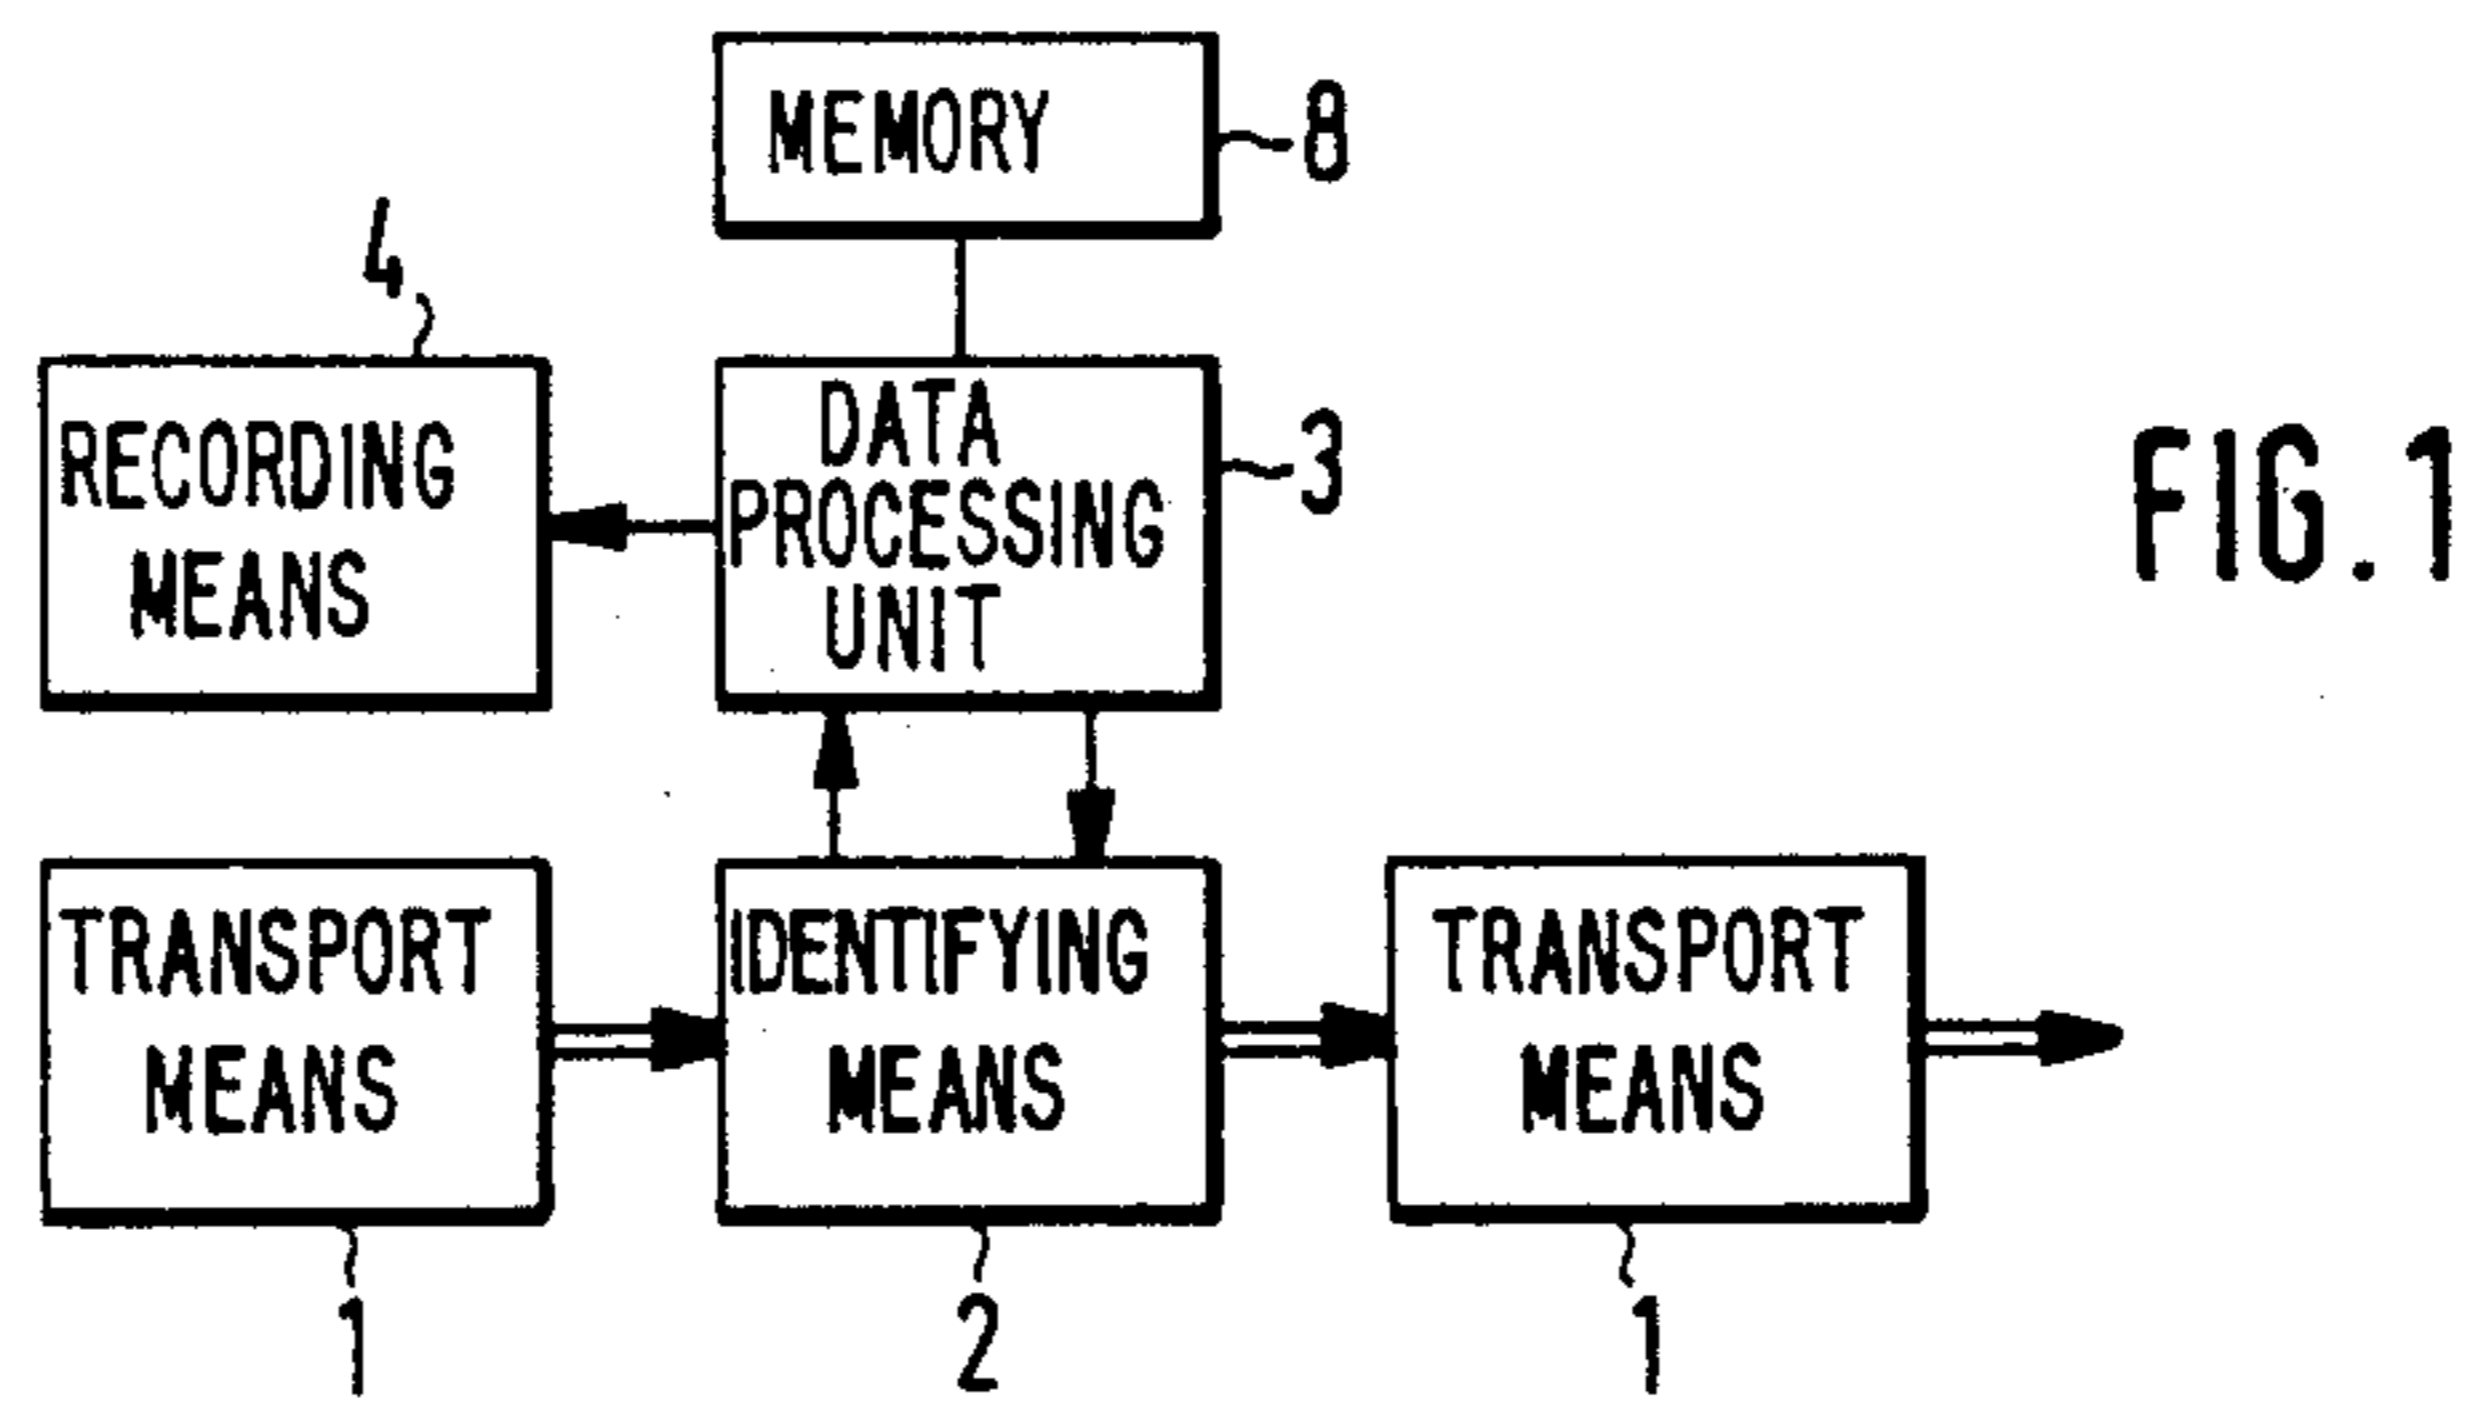 MEMORY
8
4
RECORDING
MEANS
DATA
PROCESSING
UNIT
3
FIG.1
TRANSPORT
MEANS
IDENTIFYING
MEANS
TRANSPORT
MEANS
1
2
1